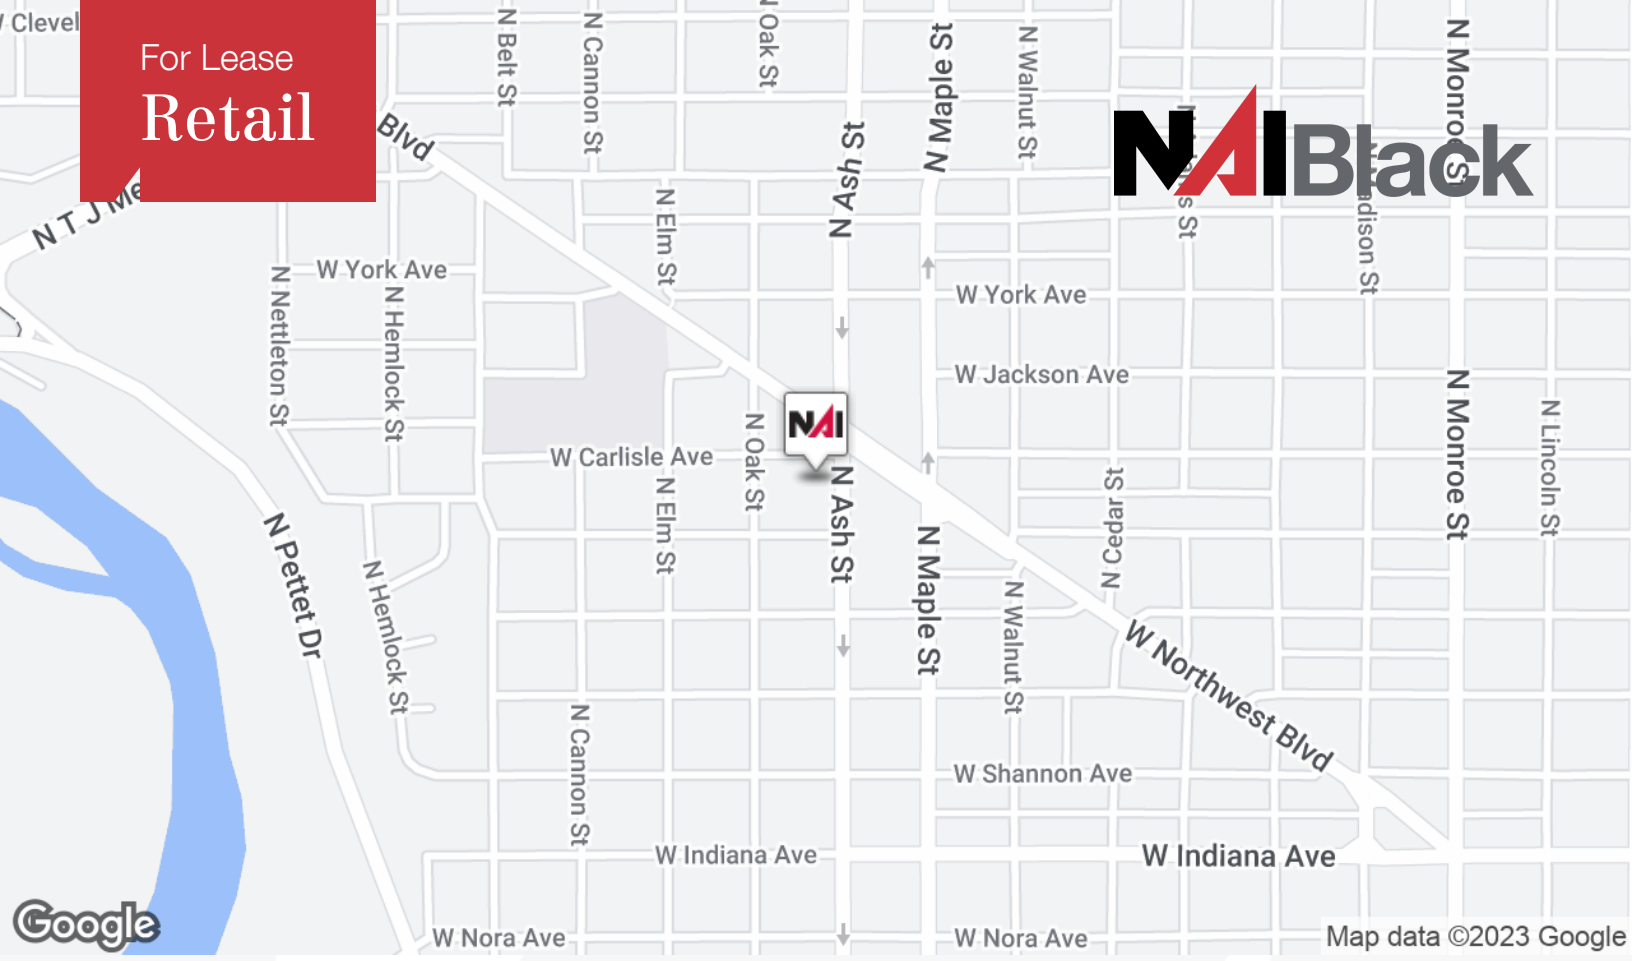 For Lease
Retail
NAIBlack
W York Ave
W York Ave
W Jackson Ave
W Carlisle Ave
W Shannon Ave
W Indiana Ave
W Indiana Ave
W Nora Ave
W Nora Ave
Blvd
W Northwest Blvd
N Belt St
N Cannon St
N Oak St
N Ash St
N Maple St
N Walnut St
N Monroe St
N Elm St
N Nettleton St
N Hemlock St
NAI
N Oak St
N Elm St
N Ash St
N Maple St
N Cedar St
N Monroe St
N Lincoln St
N Pettet Dr
N Hemlock St
N Walnut St
N Cannon St
N T J
St
St
Google
Map data ©2023 Google